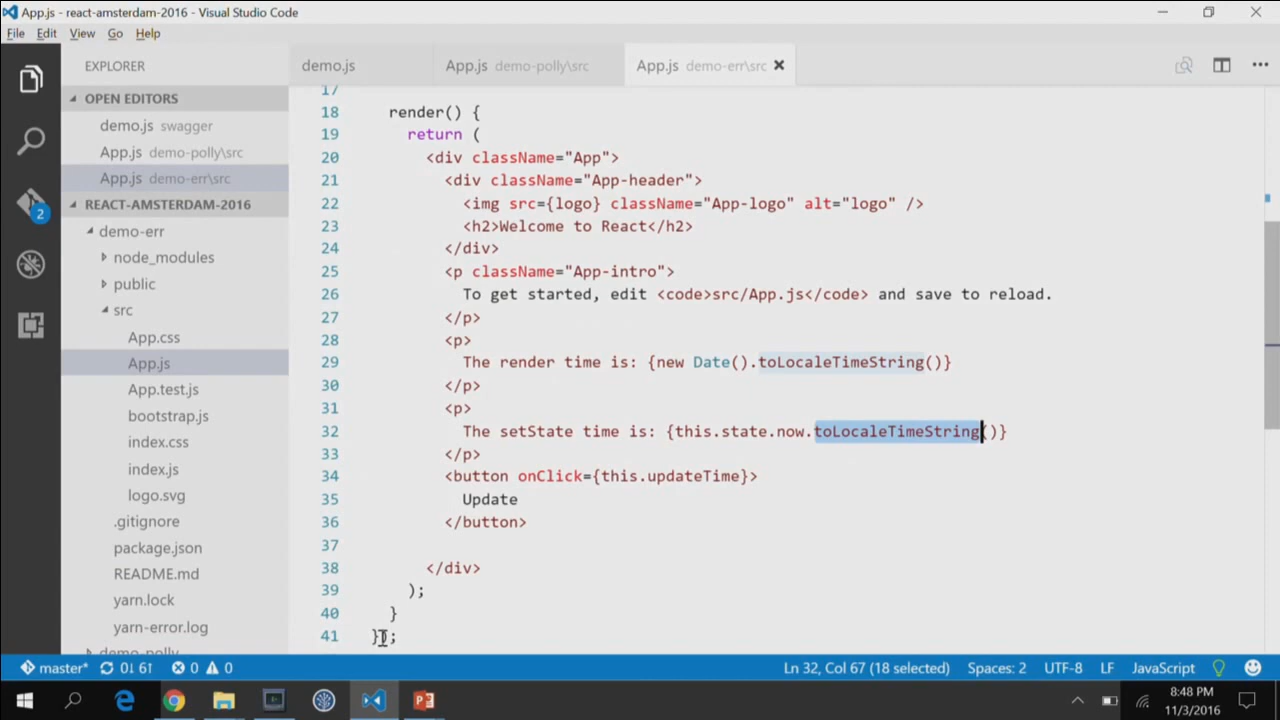 App.js - react-amsterdam-2016 - Visual Studio Code
File Edit View Go Help
EXPLORER
OPEN EDITORS
demo.js swagger
App.js demo-polly\src
App.js demo-err\src
REACT-AMSTERDAM-2016
demo-err
node_modules
public
src
App.css
App.js
App.test.js
bootstrap.js
index.css
index.js
logo.svg
.gitignore
package.json
README.md
yarn.lock
yarn-error.log
demo-polly
demo.js App.js demo-polly\src App.js demo-err\src
17
18 render() {
19 return (
20 <div className="App">
21 <div className="App-header">
22 <img src={logo} className="App-logo" alt="logo" />
23 <h2>Welcome to React</h2>
24 </div>
25 <p className="App-intro">
26 To get started, edit <code>src/App.js</code> and save to reload.
27 </p>
28 <p>
29 The render time is: {new Date().toLocaleTimeString()}
30 </p>
31 <p>
32 The setState time is: {this.state.now.toLocaleTimeString()}
33 </p>
34 <button onClick={this.updateTime}>
35 Update
36 </button>
37
38 </div>
39 );
40 }
41 });
2
master* 0↓ 6↑ 0 0 Ln 32, Col 67 (18 selected) Spaces: 2 UTF-8 LF JavaScript
8:48 PM
11/3/2016